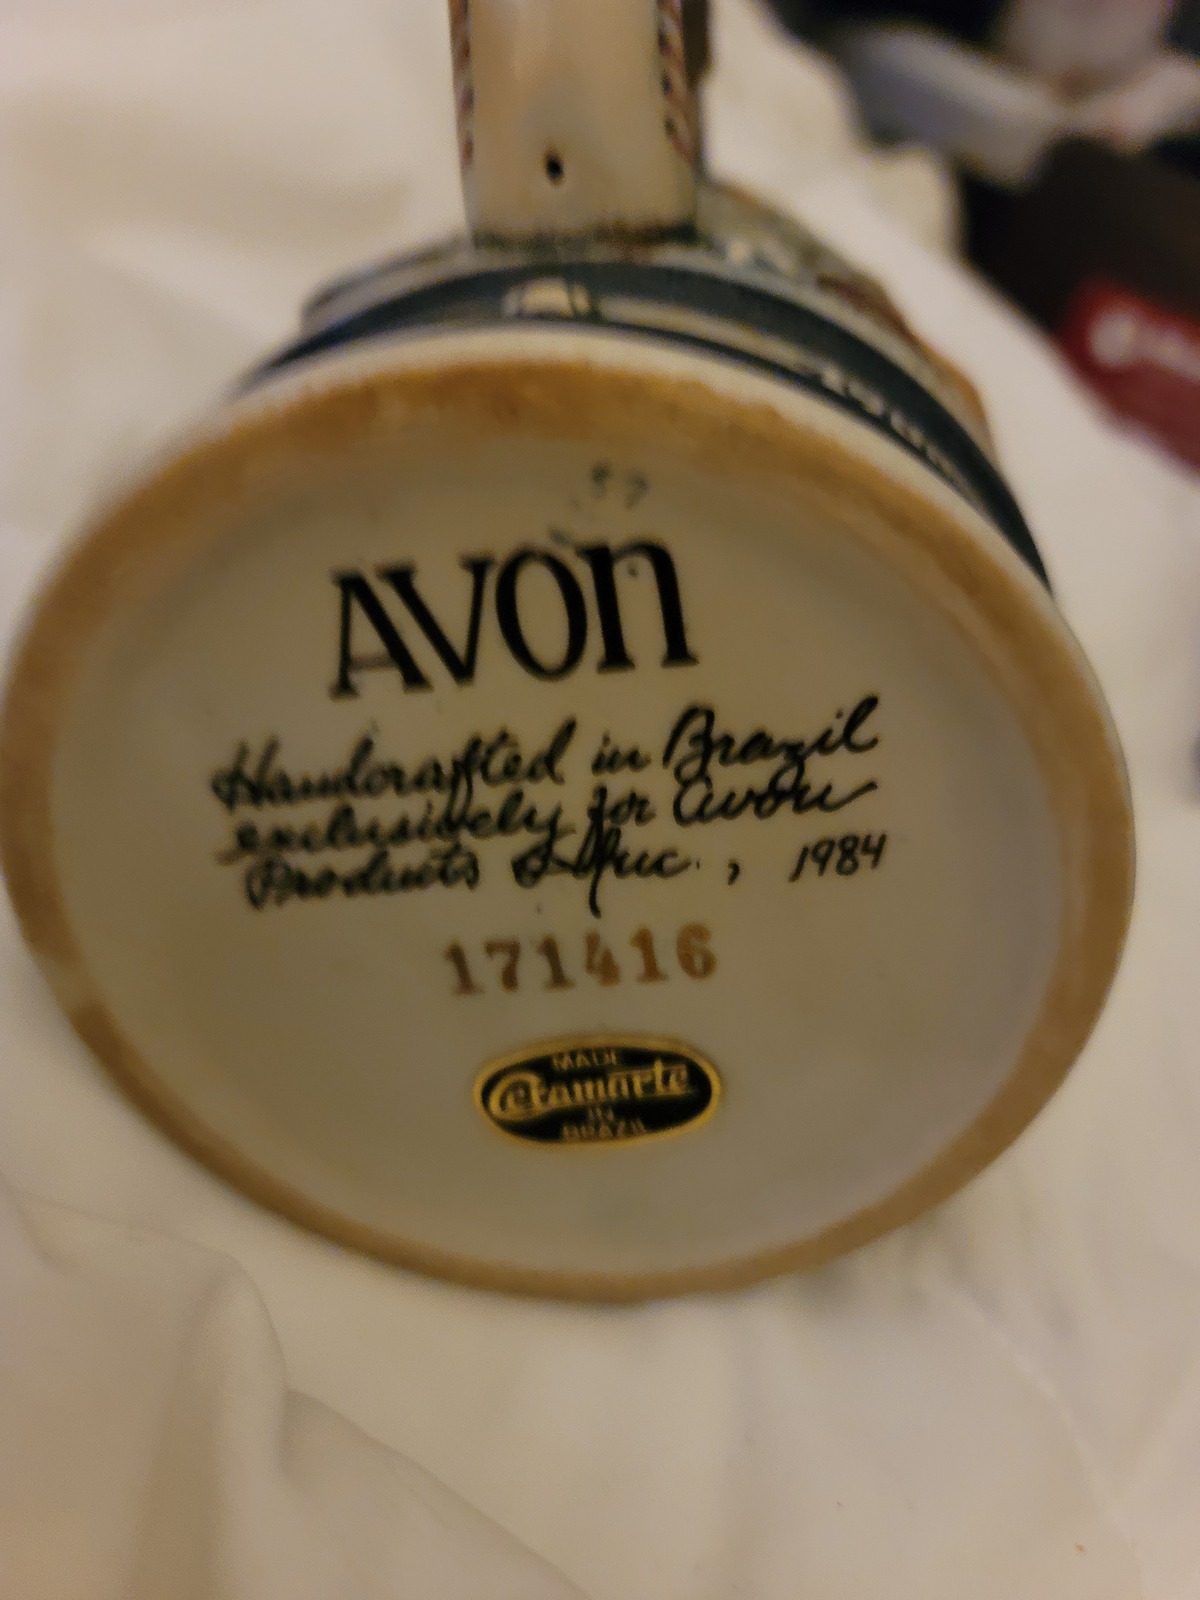 AVON
Handcrafted in Brazil
exclusively for Avon
Products Inc., 1984
171416
MADE
Ceramarte
IN
BRAZIL